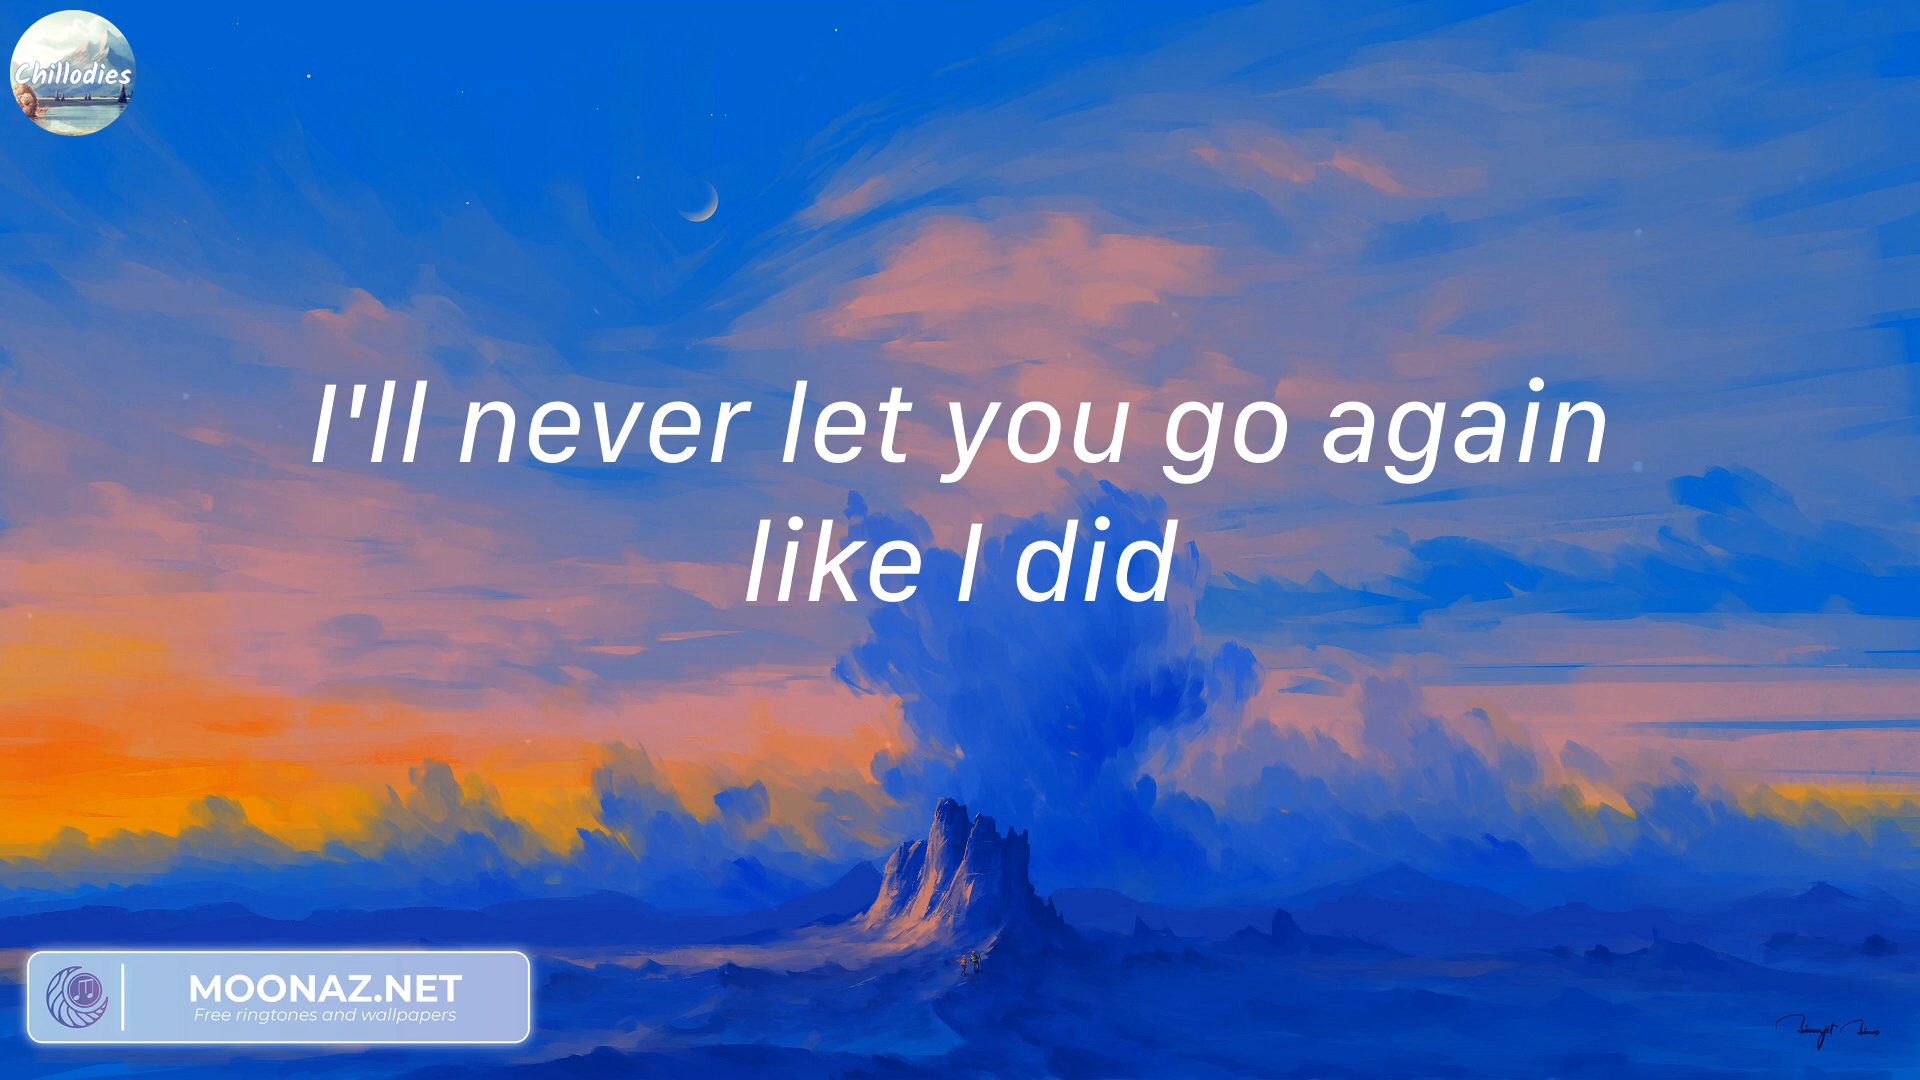 Chillodies
I'll never let you go again
like I did
MOONAZ.NET
Free ringtones and wallpapers